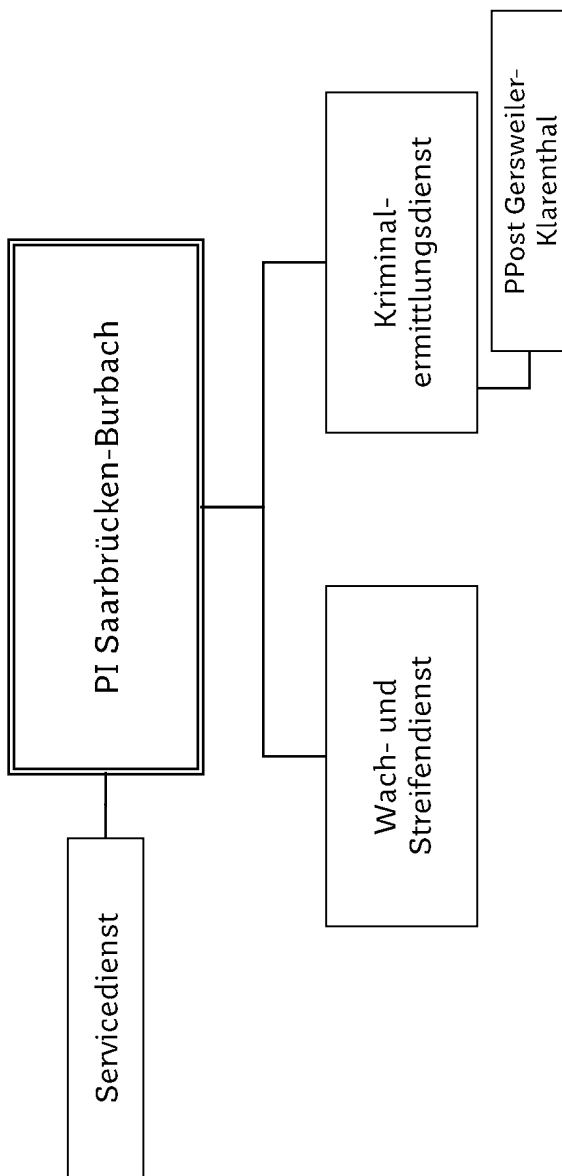 PI Saarbrücken-Burbach
Servicedienst
Wach- und
Streifendienst
Kriminal-
ermittlungsdienst
PPost Gersweiler-
Klarenthal